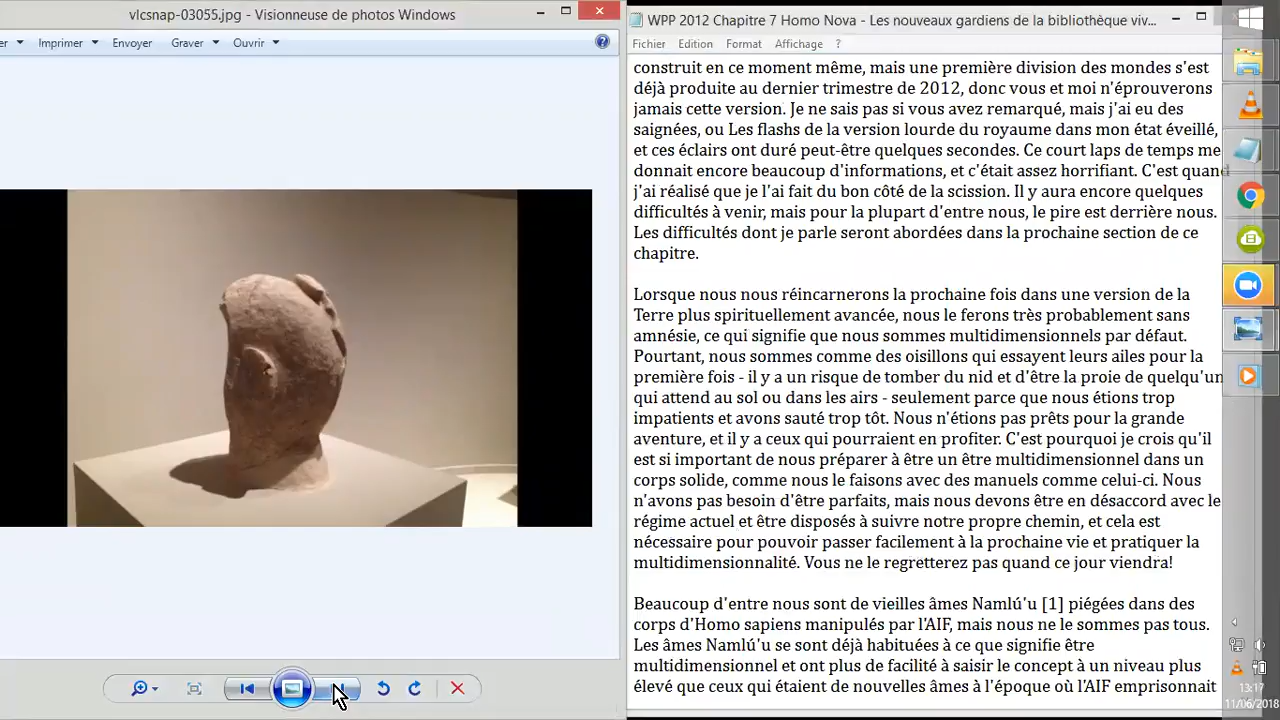 vlcsnap-03055.jpg - Visionneuse de photos Windows
Imprimer
Envoyer
Graver
Ouvrir
WPP 2012 Chapitre 7 Homo Nova - Les nouveaux gardiens de la bibliothèque viv...
Fichier
Edition
Format
Affichage
?
construit en ce moment même, mais une première division des mondes s'est
déjà produite au dernier trimestre de 2012, donc vous et moi n'éprouverons
jamais cette version. Je ne sais pas si vous avez remarqué, mais j'ai eu des
saignées, ou Les flashs de la version lourde du royaume dans mon état éveillé,
et ces éclairs ont duré peut-être quelques secondes. Ce court laps de temps me
donnait encore beaucoup d'informations, et c'était assez horrifiant. C'est quand
j'ai réalisé que je l'ai fait du bon côté de la scission. Il y aura encore quelques
difficultés à venir, mais pour la plupart d'entre nous, le pire est derrière nous.
Les difficultés dont je parle seront abordées dans la prochaine section de ce
chapitre.
Lorsque nous nous réincarnerons la prochaine fois dans une version de la
Terre plus spirituellement avancée, nous le ferons très probablement sans
amnésie, ce qui signifie que nous sommes multidimensionnels par défaut.
Pourtant, nous sommes comme des oisillons qui essayent leurs ailes pour la
première fois - il y a un risque de tomber du nid et d'être la proie de quelqu'un
qui attend au sol ou dans les airs - seulement parce que nous étions trop
impatients et avons sauté trop tôt. Nous n'étions pas prêts pour la grande
aventure, et il y a ceux qui pourraient en profiter. C'est pourquoi je crois qu'il
est si important de nous préparer à être un être multidimensionnel dans un
corps solide, comme nous le faisons avec des manuels comme celui-ci. Nous
n'avons pas besoin d'être parfaits, mais nous devons être en désaccord avec le
régime actuel et être disposés à suivre notre propre chemin, et cela est
nécessaire pour pouvoir passer facilement à la prochaine vie et pratiquer la
multidimensionnalité. Vous ne le regretterez pas quand ce jour viendra!
Beaucoup d'entre nous sont de vieilles âmes Namlú'u [1] piégées dans des
corps d'Homo sapiens manipulés par l'AIF, mais nous ne le sommes pas tous.
Les âmes Namlú'u se sont déjà habituées à ce que signifie être
multidimensionnel et ont plus de facilité à saisir le concept à un niveau plus
élevé que ceux qui étaient de nouvelles âmes à l'époque où l'AIF emprisonnait
13:17
11/06/2018